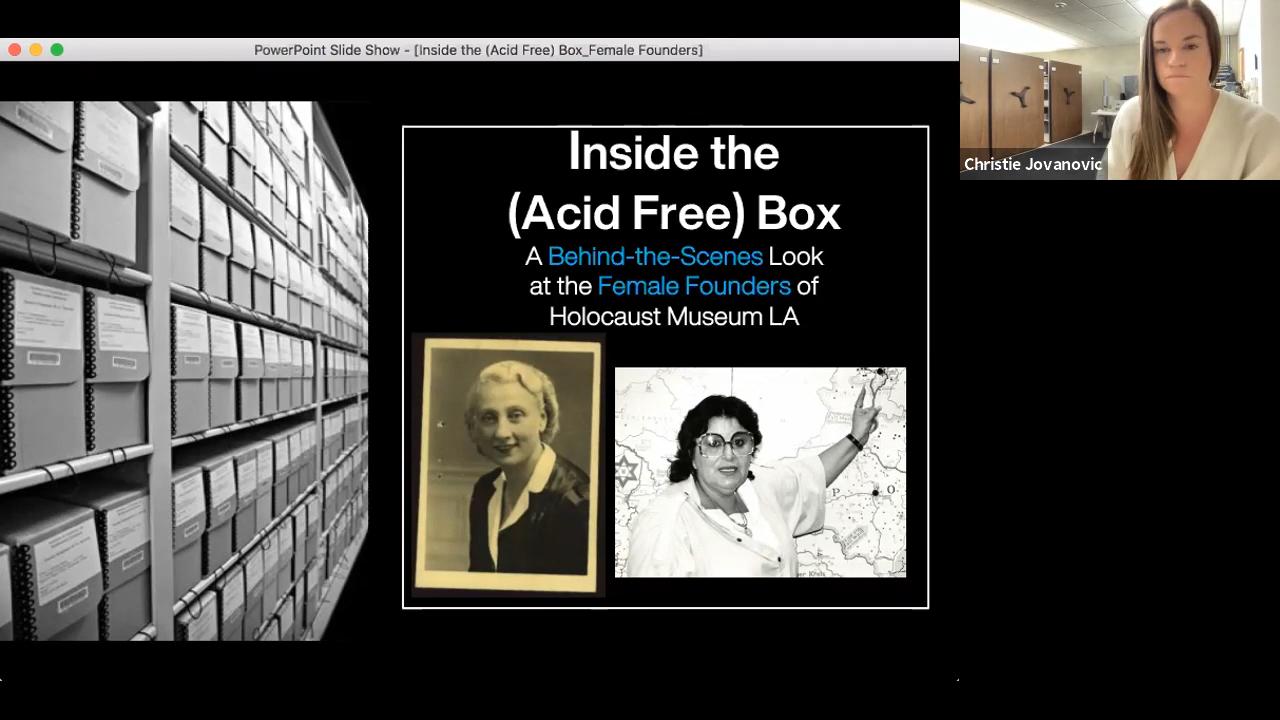 PowerPoint Slide Show - [Inside the (Acid Free) Box_Female Founders]
Inside the
(Acid Free) Box
A Behind-the-Scenes Look
at the Female Founders of
Holocaust Museum LA
P O
Christie Jovanovic